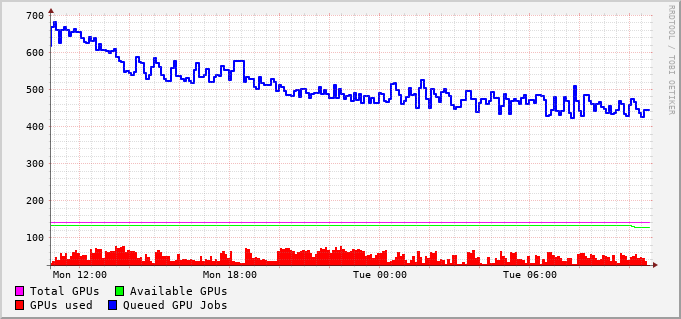 700
600
500
400
300
200
100
Mon 12:00 Mon 18:00 Tue 00:00 Tue 06:00
Total GPUs Available GPUs
GPUs used Queued GPU Jobs
RRDTOOL / TOBI OETIKER